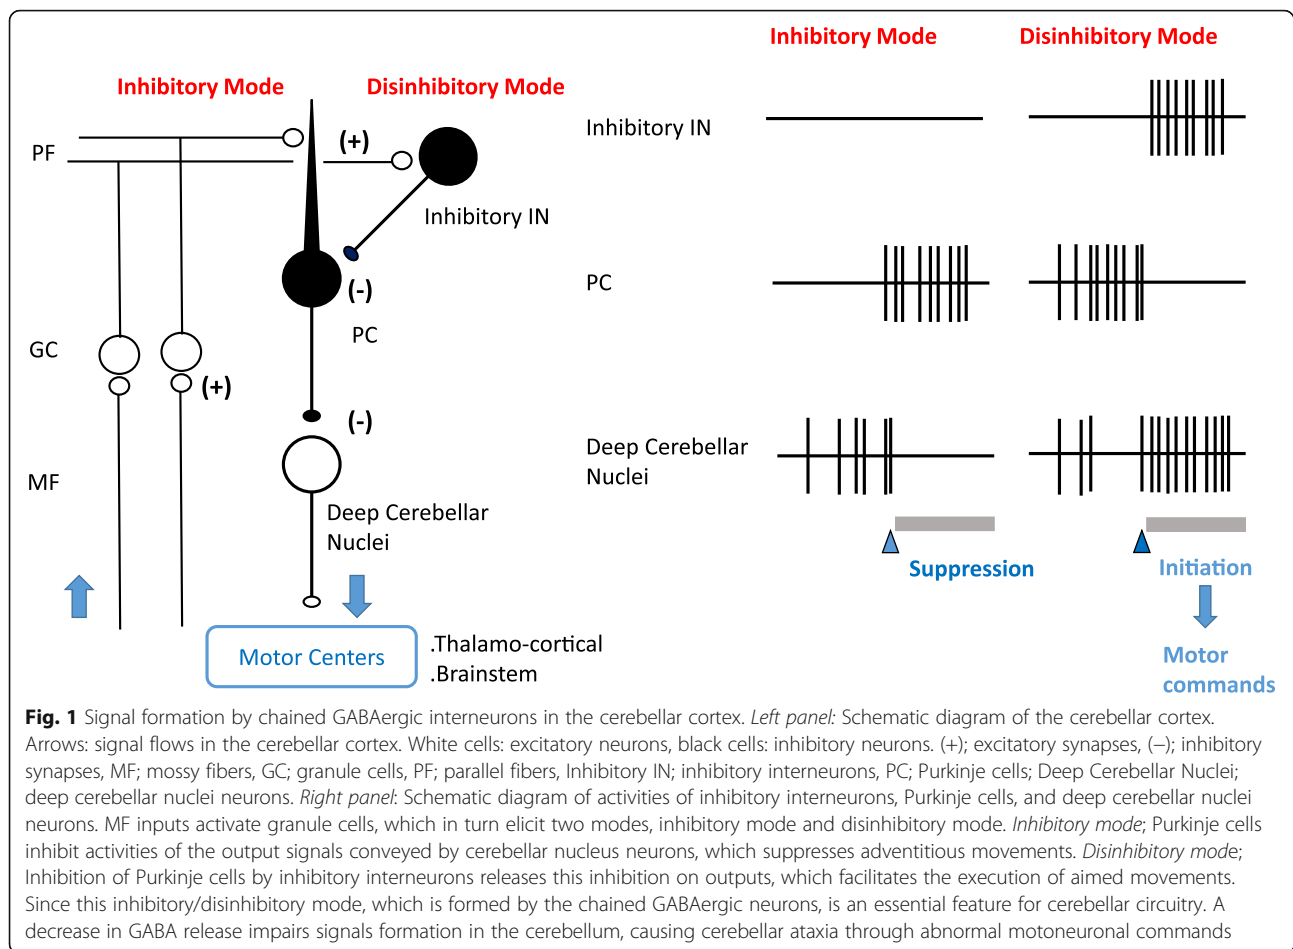 Inhibitory Mode
Disinhibitory Mode
PF
(+)
Inhibitory IN
(-)
PC
GC
(+)
(-)
MF
Deep Cerebellar
Nuclei
Motor Centers
.Thalamo-cortical
.Brainstem
Inhibitory Mode
Disinhibitory Mode
Inhibitory IN
PC
Deep Cerebellar
Nuclei
Suppression
Initiation
Motor
commands
Fig. 1 Signal formation by chained GABAergic interneurons in the cerebellar cortex. Left panel: Schematic diagram of the cerebellar cortex.
Arrows: signal flows in the cerebellar cortex. White cells: excitatory neurons, black cells: inhibitory neurons. (+); excitatory synapses, (−); inhibitory
synapses, MF; mossy fibers, GC; granule cells, PF; parallel fibers, Inhibitory IN; inhibitory interneurons, PC; Purkinje cells; Deep Cerebellar Nuclei;
deep cerebellar nuclei neurons. Right panel: Schematic diagram of activities of inhibitory interneurons, Purkinje cells, and deep cerebellar nuclei
neurons. MF inputs activate granule cells, which in turn elicit two modes, inhibitory mode and disinhibitory mode. Inhibitory mode; Purkinje cells
inhibit activities of the output signals conveyed by cerebellar nucleus neurons, which suppresses adventitious movements. Disinhibitory mode;
Inhibition of Purkinje cells by inhibitory interneurons releases this inhibition on outputs, which facilitates the execution of aimed movements.
Since this inhibitory/disinhibitory mode, which is formed by the chained GABAergic neurons, is an essential feature for cerebellar circuitry. A
decrease in GABA release impairs signals formation in the cerebellum, causing cerebellar ataxia through abnormal motoneuronal commands